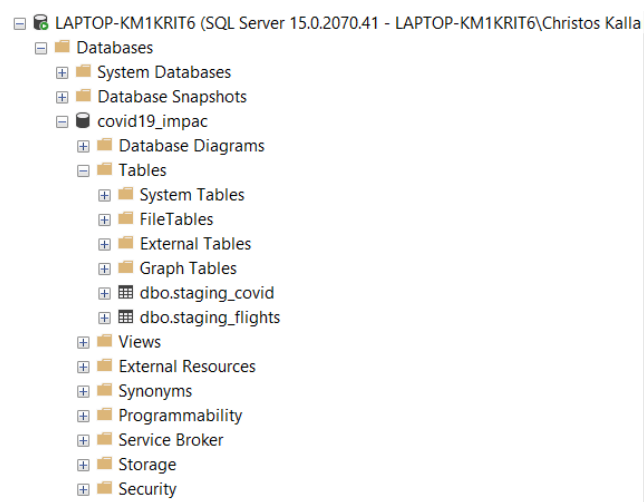 LAPTOP-KM1KRIT6 (SQL Server 15.0.2070.41 - LAPTOP-KM1KRIT6\Christos Kalla
Databases
System Databases
Database Snapshots
covid19_impac
Database Diagrams
Tables
System Tables
FileTables
External Tables
Graph Tables
dbo.staging_covid
dbo.staging_flights
Views
External Resources
Synonyms
Programmability
Service Broker
Storage
Security